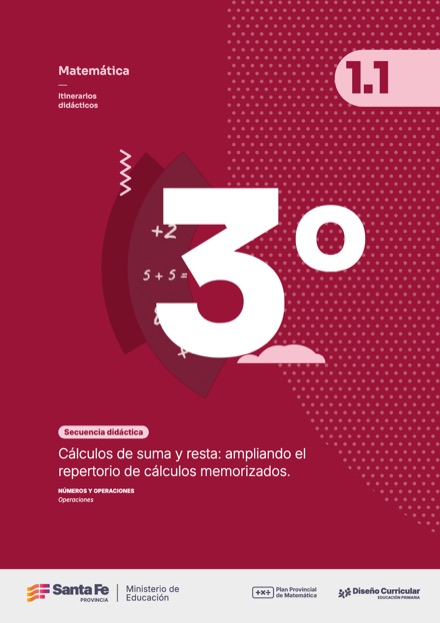 Matemática
Itinerarios
didácticos
1.1
+2
5 + 5 =
3º
Secuencia didáctica
Cálculos de suma y resta: ampliando el
repertorio de cálculos memorizados.
NÚMEROS Y OPERACIONES
Operaciones
Santa Fe
PROVINCIA
Ministerio de
Educación
+×+
Plan Provincial
de Matemática
Diseño Curricular
EDUCACIÓN PRIMARIA